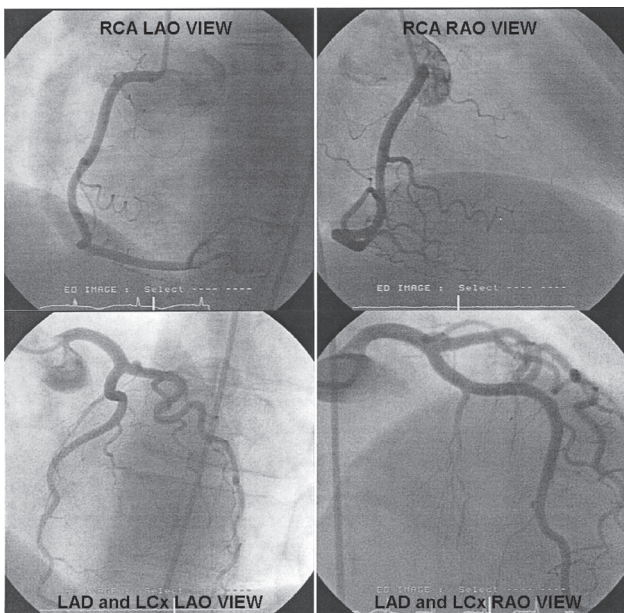 RCA LAO VIEW
RCA RAO VIEW
ED IMAGE : Select ---- ----
ED IMAGE : Select ---- ----
LAD and LCx LAO VIEW
LAD and LCx RAO VIEW